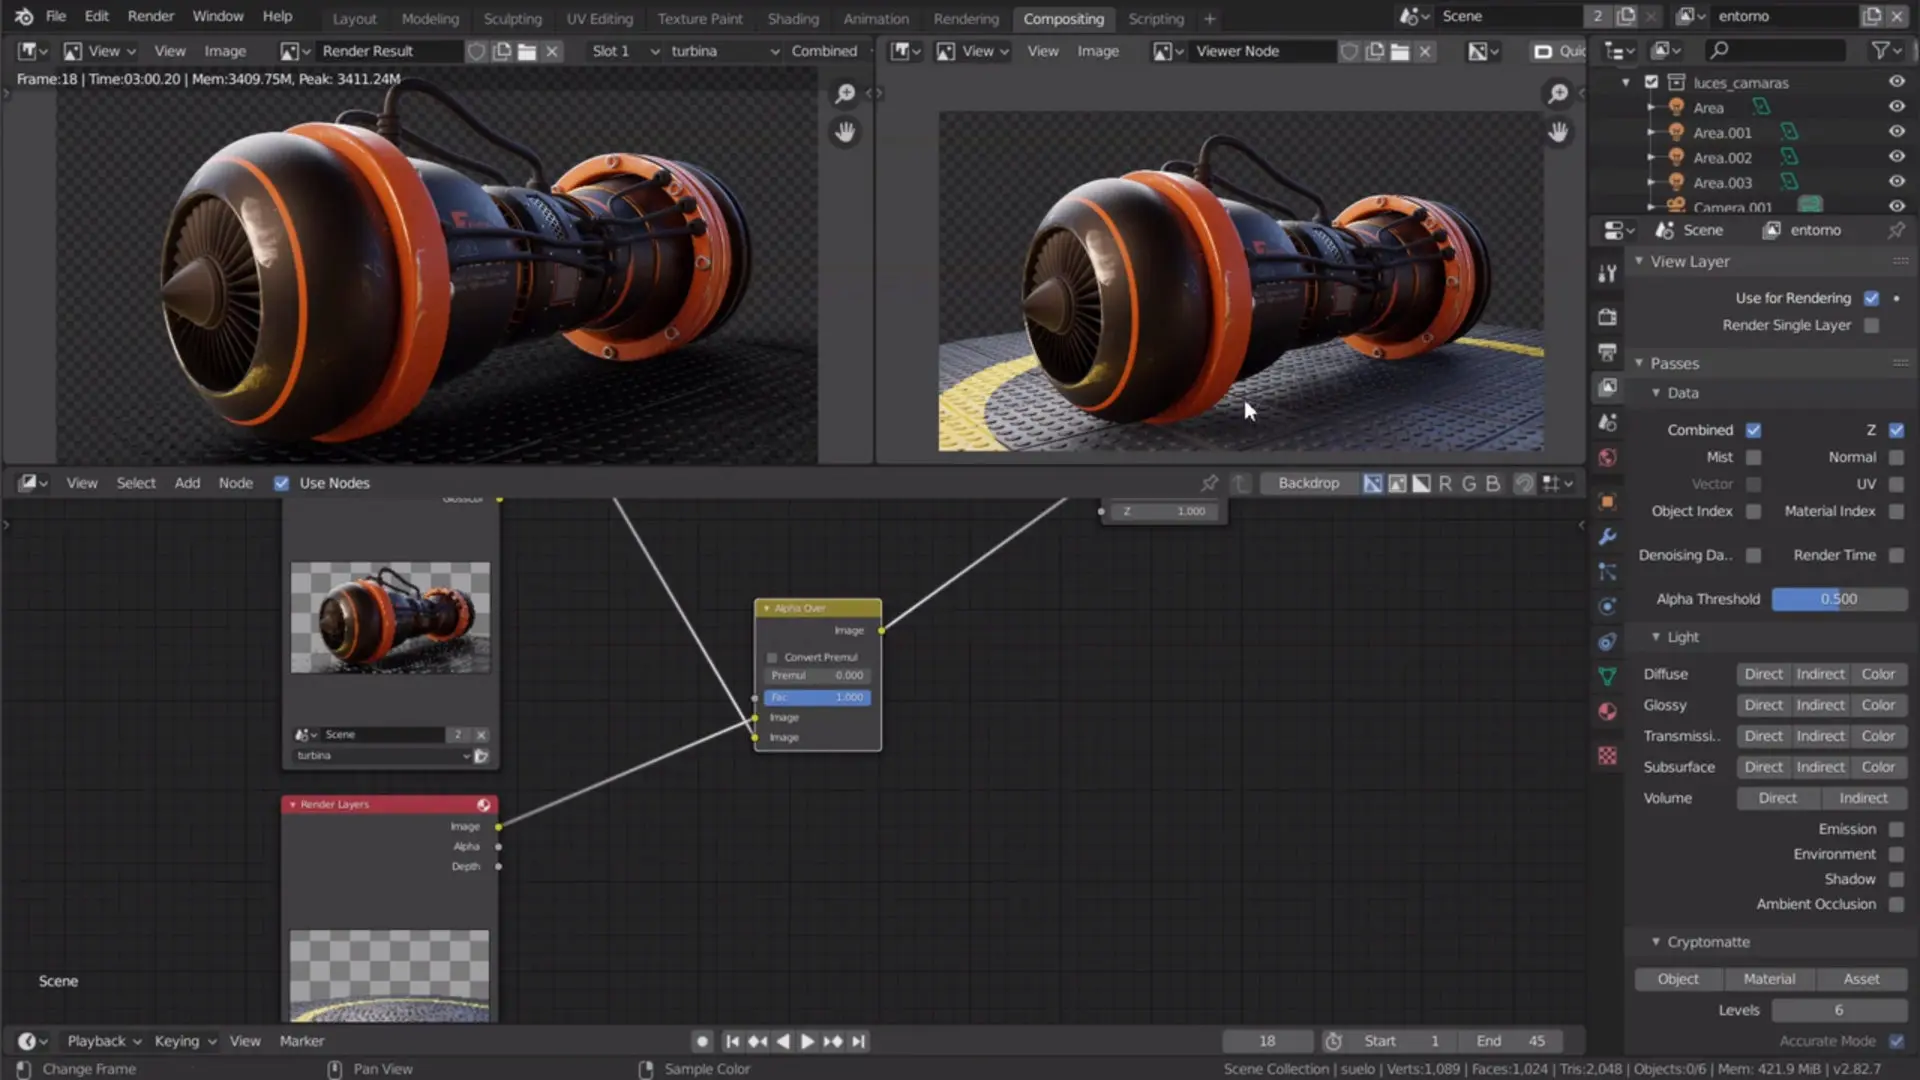 File Edit Render Window Help Layout Modeling Sculpting UV Editing Texture Paint Shading Animation Rendering Compositing Scripting + Scene 2 entorno
View View Image Render Result Slot 1 turbina Combined View View Image Viewer Node Quic
Frame:18 | Time:03:00.20 | Mem:3409.75M, Peak: 3411.24M
luces_camaras
Area
Area.001
Area.002
Area.003
Camera.001
Scene entorno
View Layer
Use for Rendering
Render Single Layer
Passes
Data
Combined Z
Mist Normal
Vector UV
Object Index Material Index
Denoising Da.. Render Time
Alpha Threshold 0.500
Light
Diffuse Direct Indirect Color
Glossy Direct Indirect Color
Transmissi.. Direct Indirect Color
Subsurface Direct Indirect Color
Volume Direct Indirect
Emission
Environment
Shadow
Ambient Occlusion
Cryptomatte
Object Material Asset
Levels 6
Accurate Mode
View Select Add Node Use Nodes Backdrop R G B
GlossCol
Z 1.000
Alpha Over
Image
Convert Premul
Premul 0.000
Fac 1.000
Image
Image
Scene 2
turbina
Render Layers
Image
Alpha
Depth
Scene
Playback Keying View Marker 18 Start 1 End 45
Change Frame Pan View Sample Color Scene Collection | suelo | Verts:1,089 | Faces:1,024 | Tris:2,048 | Objects:0/6 | Mem: 421.9 MiB | v2.82.7